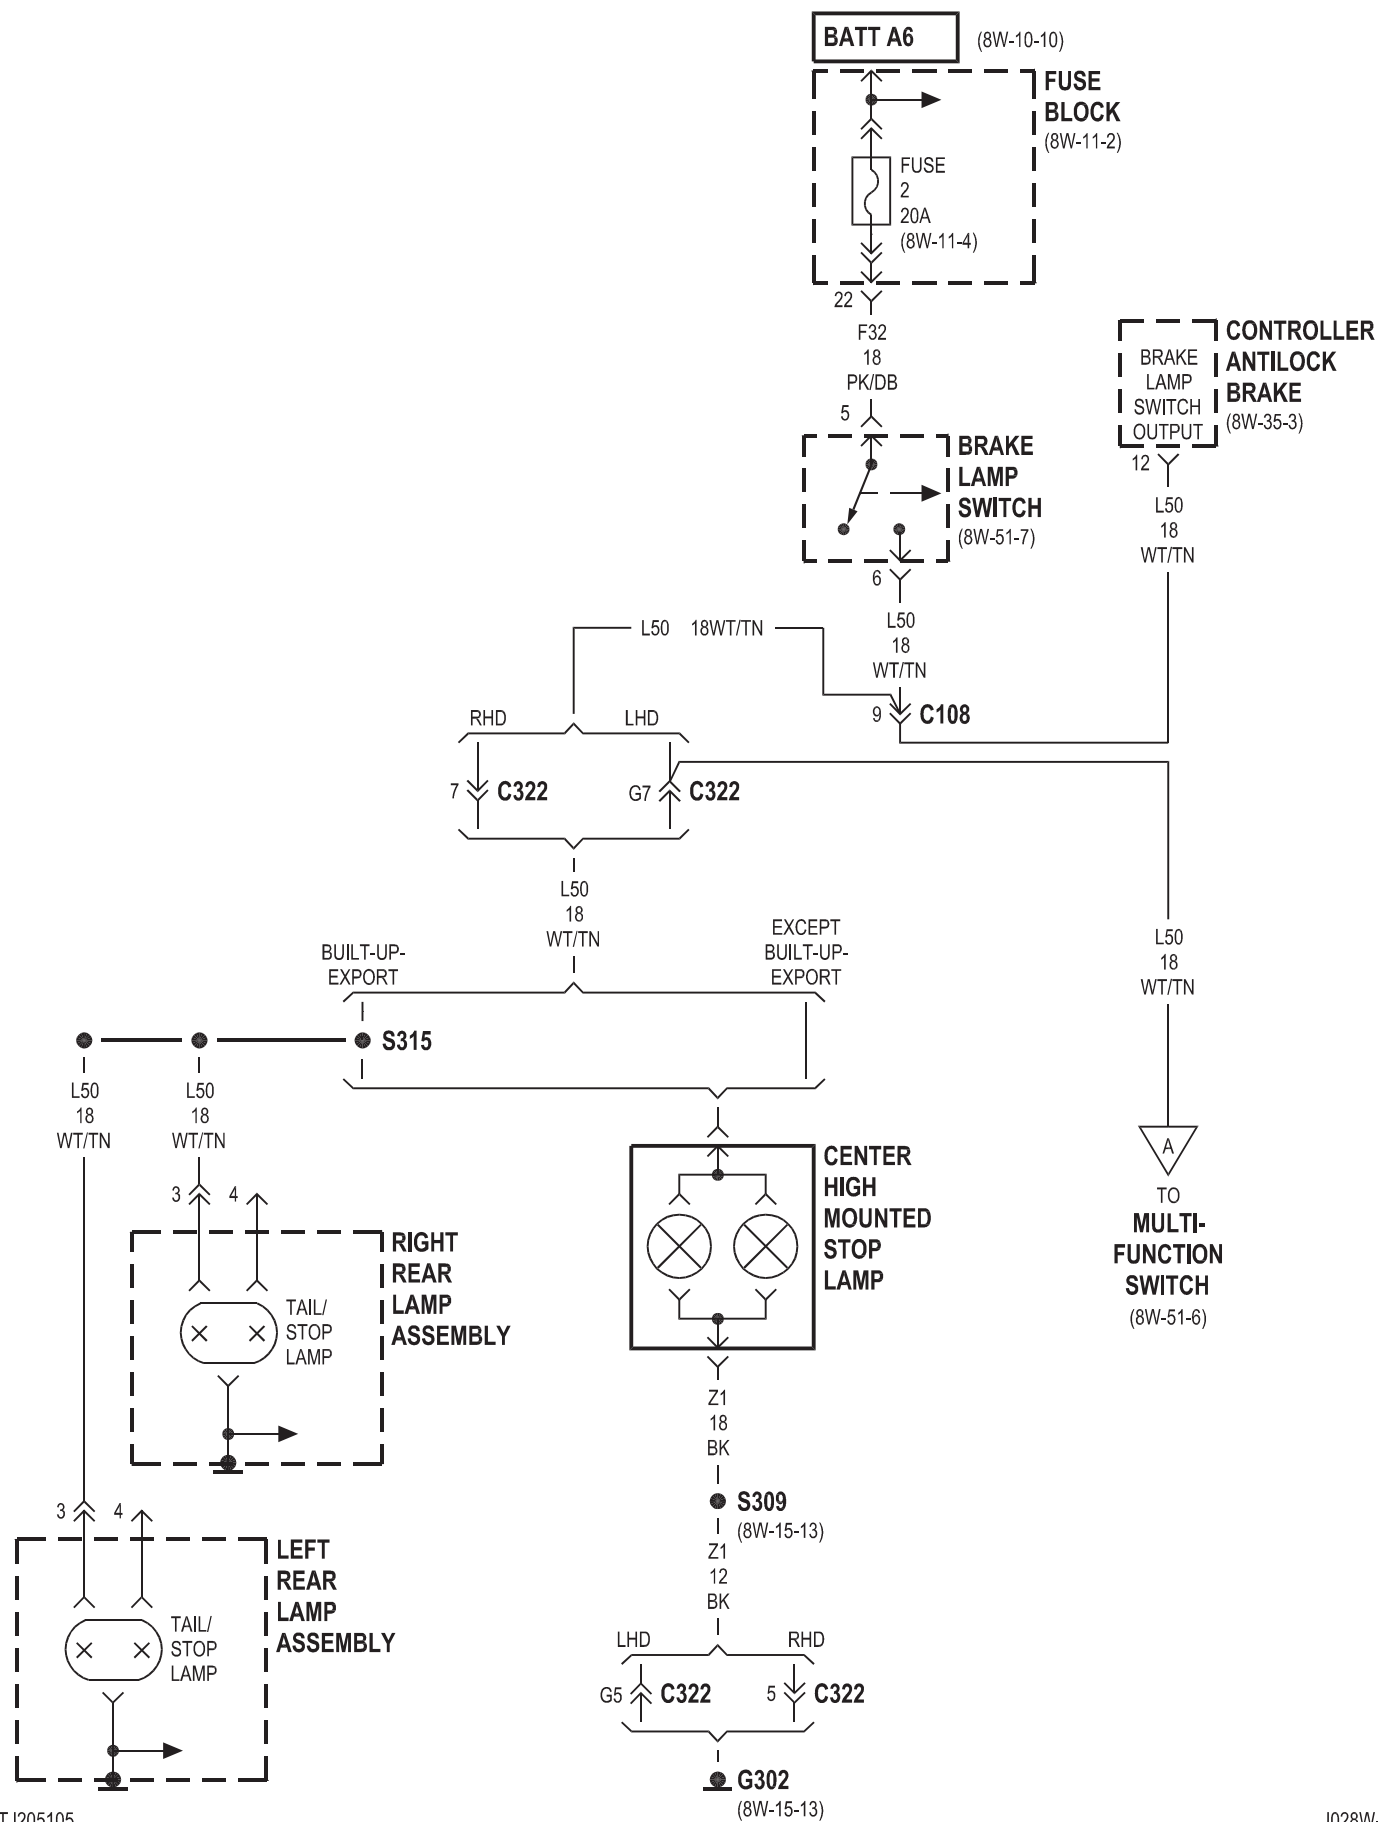 BATT A6
(8W-10-10)
FUSE
BLOCK
(8W-11-2)
FUSE
2
20A
(8W-11-4)
22
F32
18
PK/DB
5
CONTROLLER
ANTILOCK
BRAKE
(8W-35-3)
BRAKE
LAMP
SWITCH
OUTPUT
12
L50
18
WT/TN
BRAKE
LAMP
SWITCH
(8W-51-7)
6
L50
18
WT/TN
L50 18WT/TN
9 C108
RHD
LHD
7 C322
G7 C322
L50
18
WT/TN
BUILT-UP-
EXPORT
EXCEPT
BUILT-UP-
EXPORT
L50
18
WT/TN
S315
L50
18
WT/TN
L50
18
WT/TN
A
TO
MULTI-
FUNCTION
SWITCH
(8W-51-6)
CENTER
HIGH
MOUNTED
STOP
LAMP
3 4
RIGHT
REAR
LAMP
ASSEMBLY
TAIL/
STOP
LAMP
Z1
18
BK
S309
(8W-15-13)
Z1
12
BK
3 4
LEFT
REAR
LAMP
ASSEMBLY
TAIL/
STOP
LAMP
LHD
RHD
G5 C322
5 C322
G302
(8W-15-13)